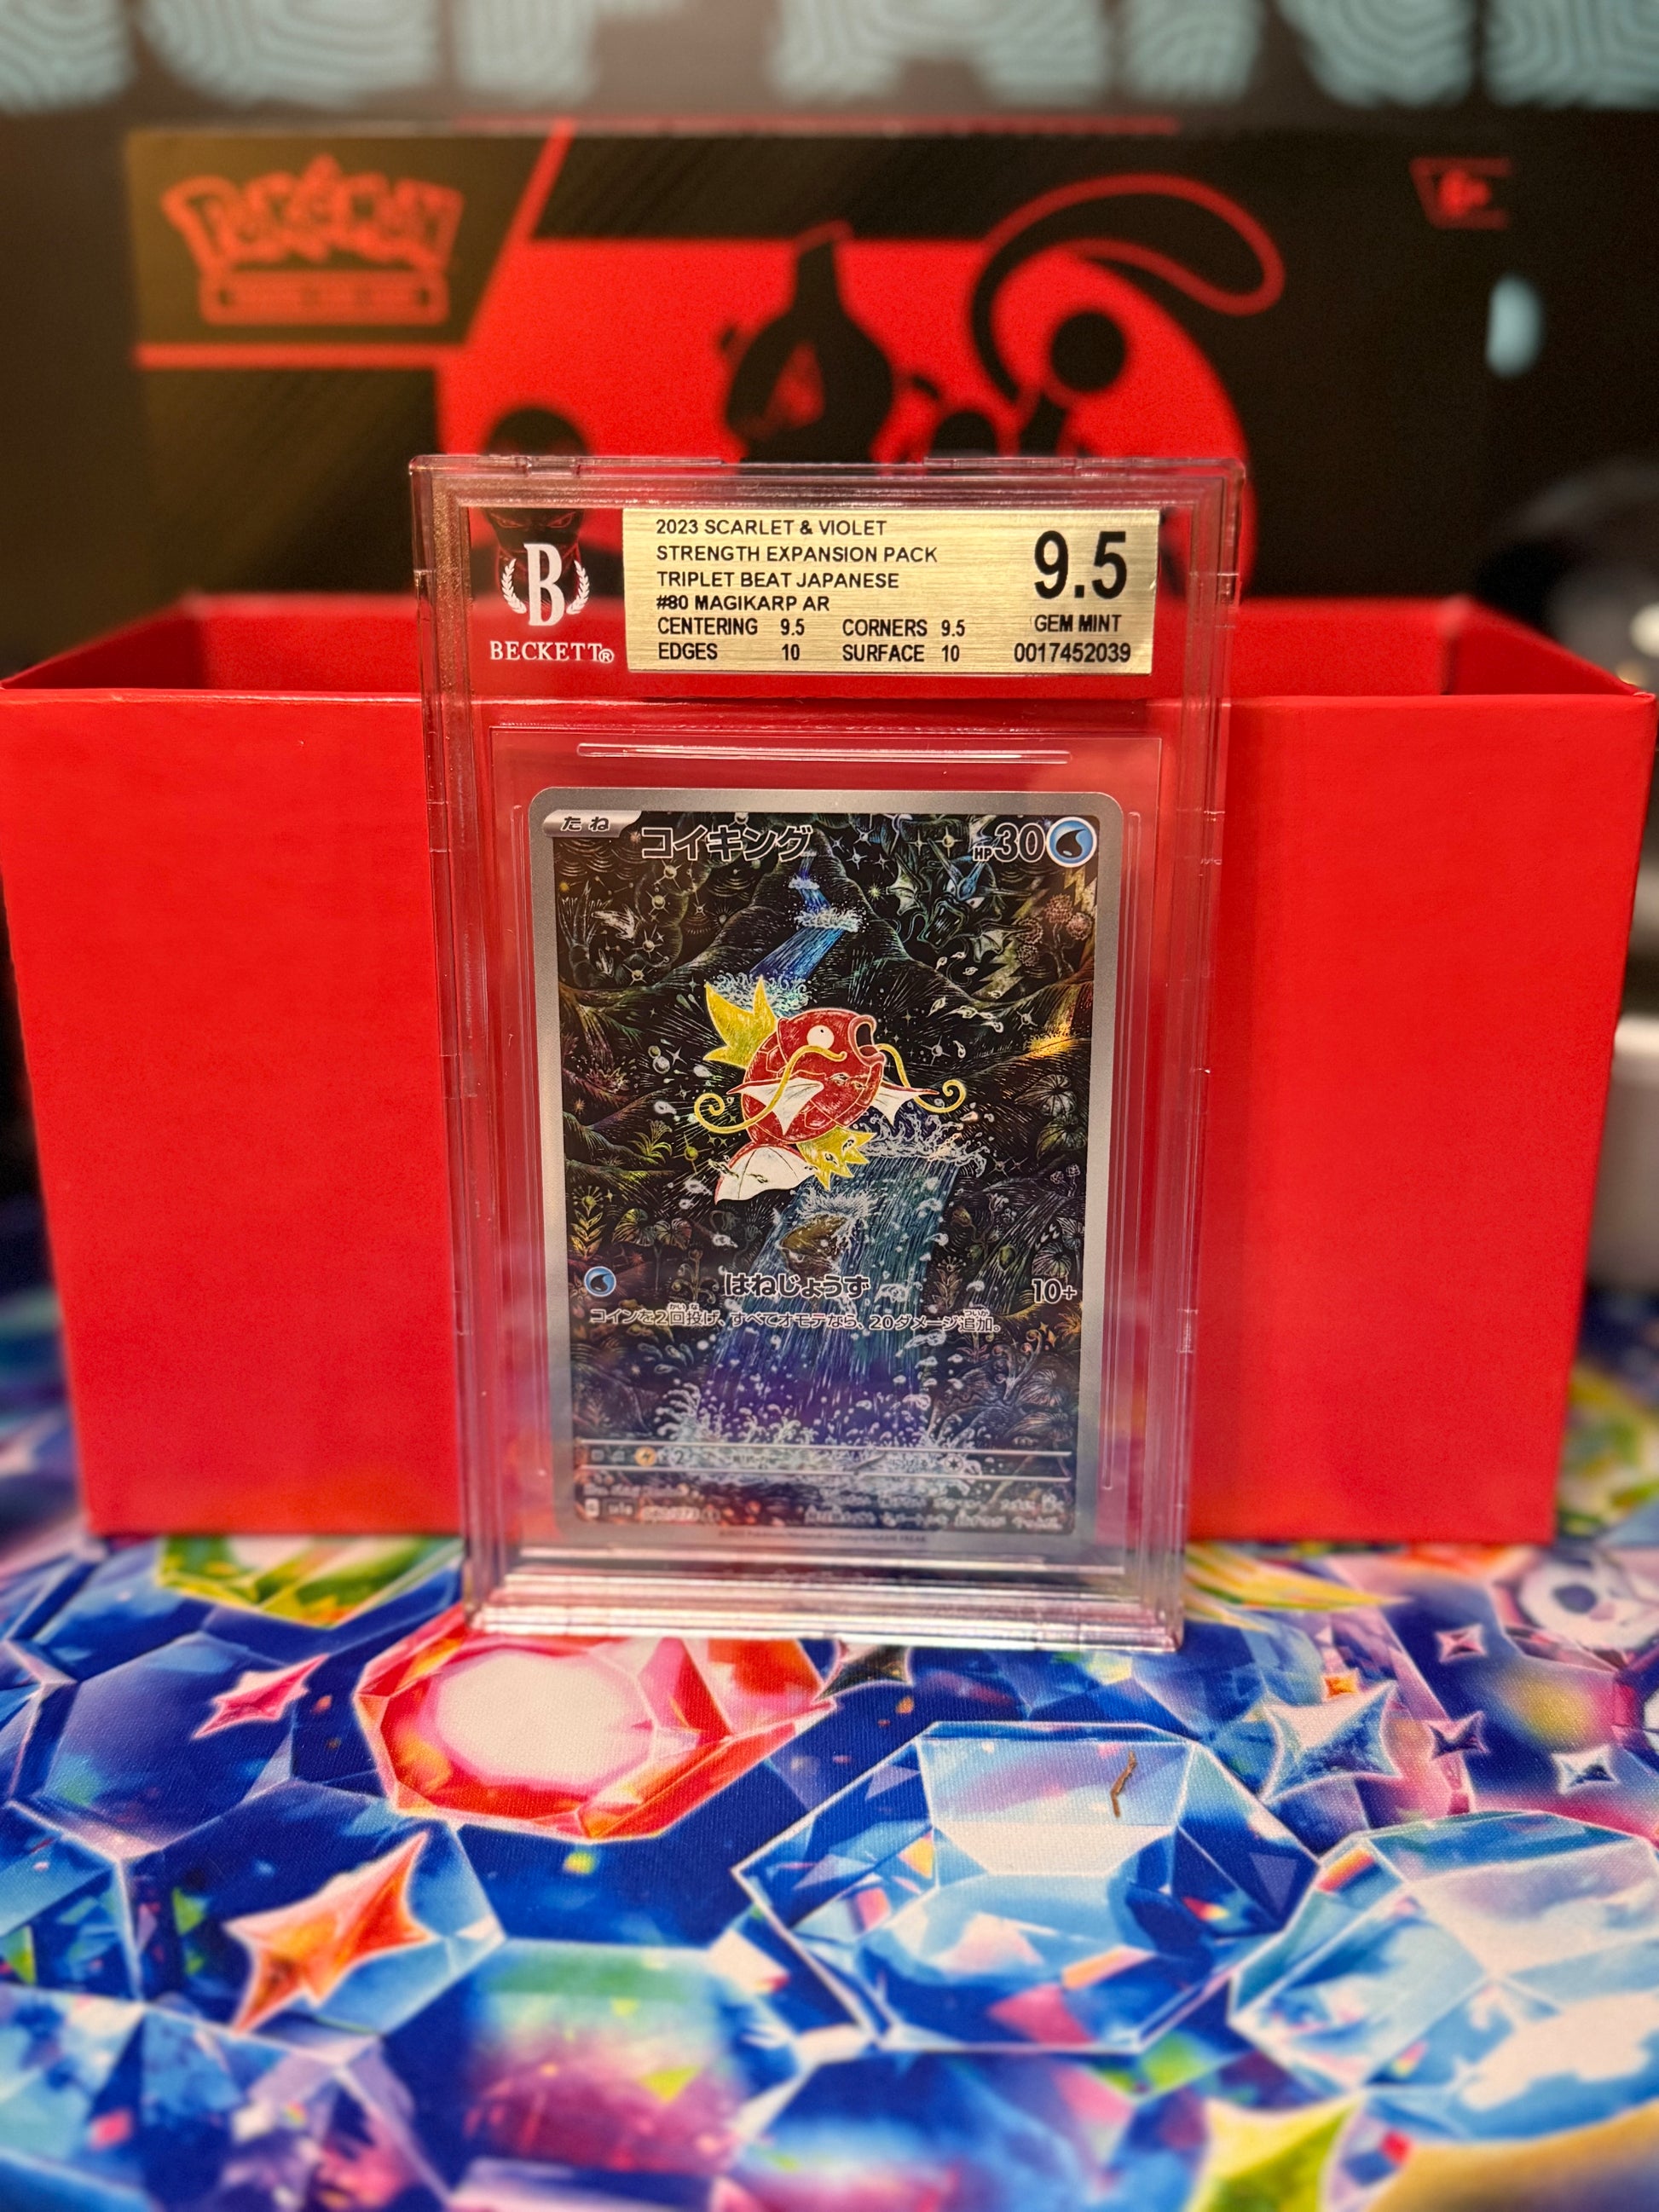 POKÉMON
2023 SCARLET & VIOLET
STRENGTH EXPANSION PACK
TRIPLET BEAT JAPANESE
#80 MAGIKARP AR
CENTERING 9.5 CORNERS 9.5
EDGES 10 SURFACE 10
9.5
GEM MINT
0017452039
B
BECKETT®
たね コイキング HP30
はねじょうず 10+
コインを2回投げ、すべてオモテなら、20ダメージ追加。